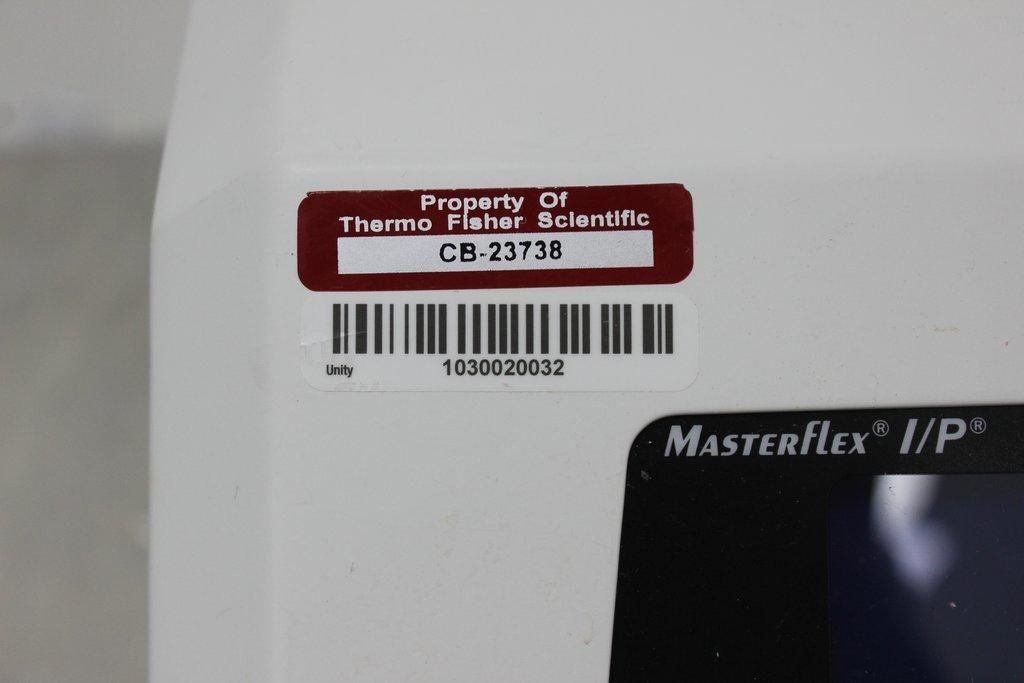 Property Of
Thermo Fisher Scientific
CB-23738
Unity
1030020032
MASTERFLEX® I/P®